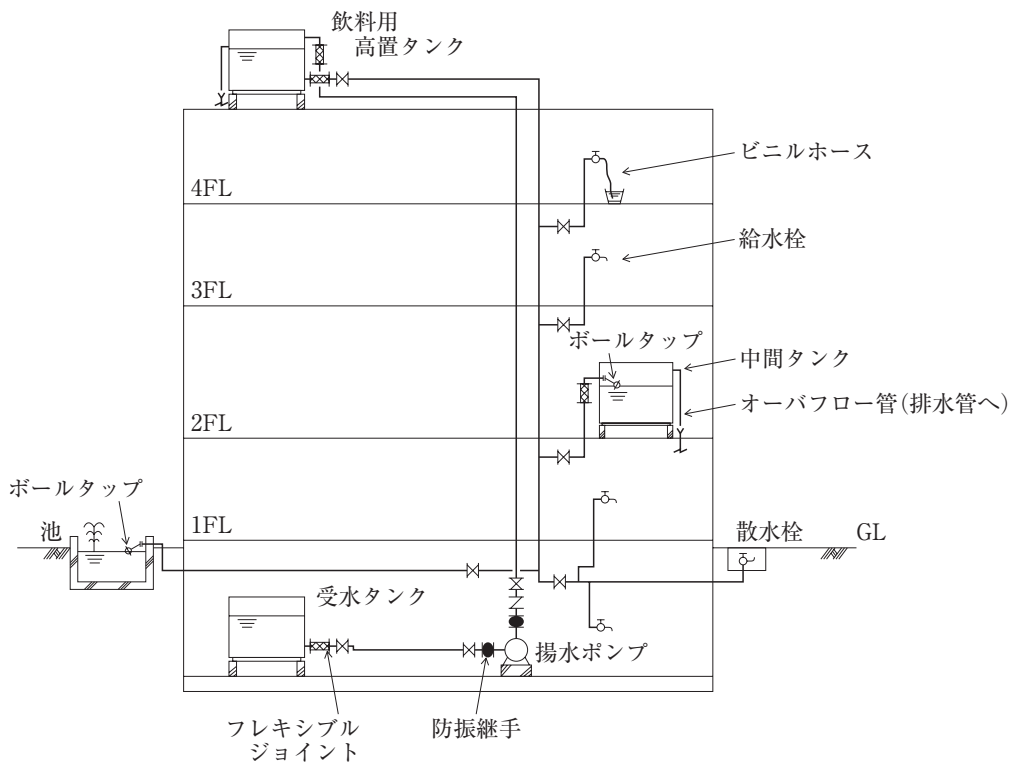 飲料用
高置タンク
ビニルホース
4FL
給水栓
3FL
ボールタップ
中間タンク
オーバフロー管(排水管へ)
2FL
ボールタップ
池
1FL
散水栓
GL
受水タンク
揚水ポンプ
フレキシブル
ジョイント
防振継手